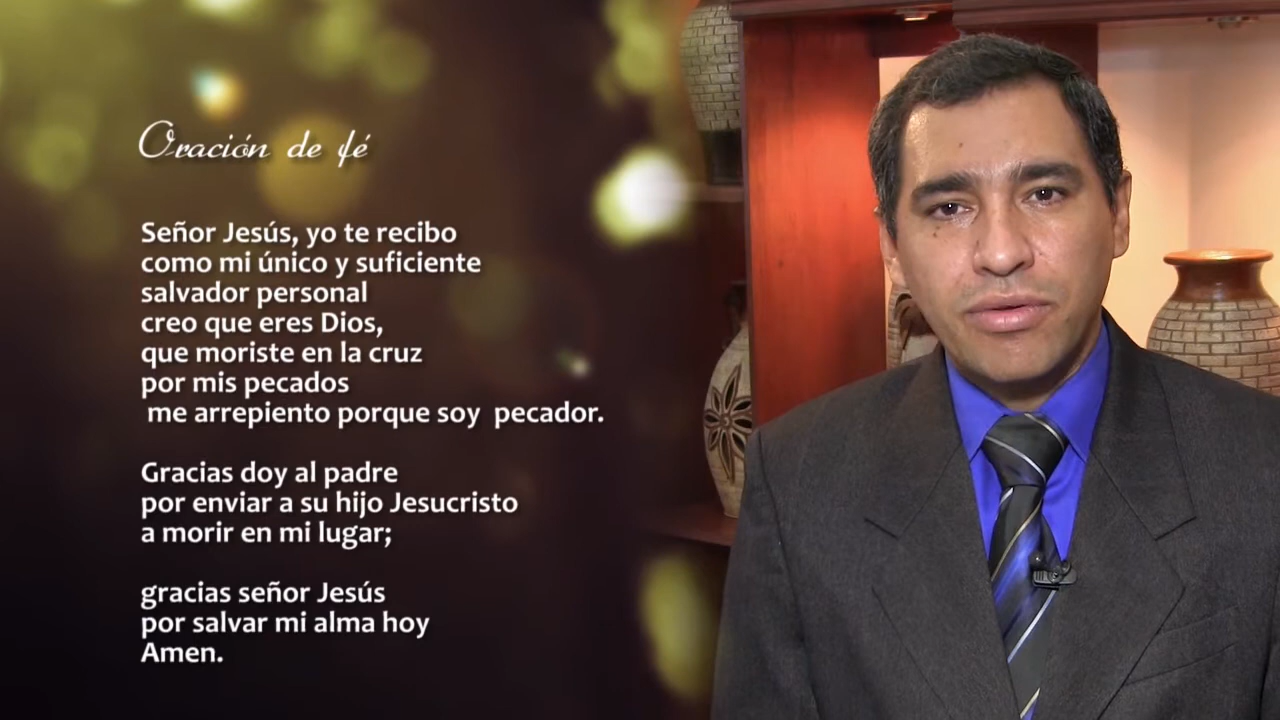 Oración de fé
Señor Jesús, yo te recibo
como mi único y suficiente
salvador personal
creo que eres Dios,
que moriste en la cruz
por mis pecados
me arrepiento porque soy pecador.
Gracias doy al padre
por enviar a su hijo Jesucristo
a morir en mi lugar;
gracias señor Jesús
por salvar mi alma hoy
Amen.